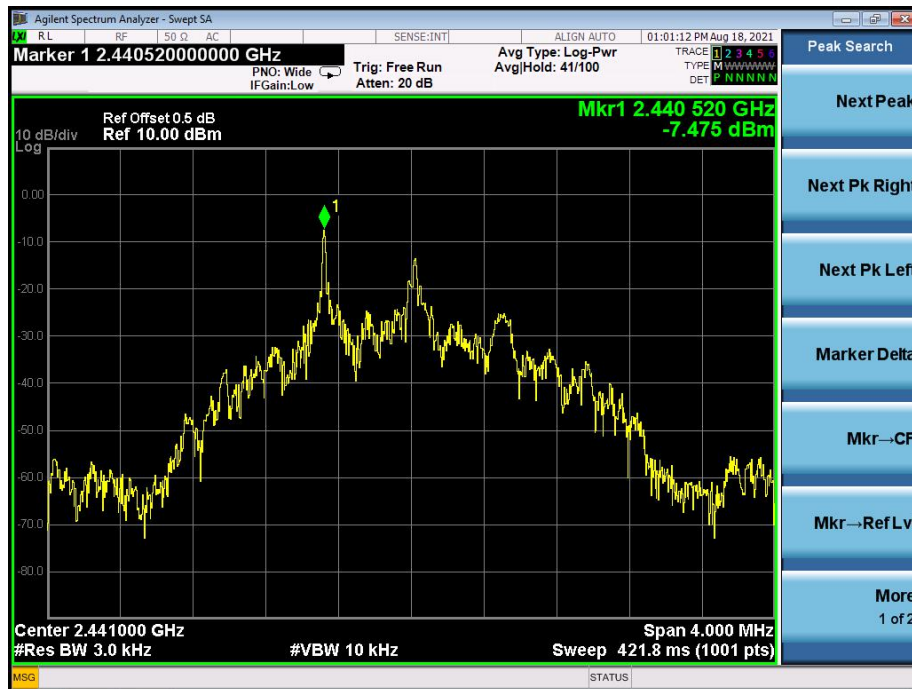 Agilent Spectrum Analyzer - Swept SA
LXI RL RF 50 Ω AC SENSE:INT ALIGN AUTO 01:01:12 PM Aug 18, 2021
Marker 1 2.440520000000 GHz
PNO: Wide
IFGain:Low
Trig: Free Run
Atten: 20 dB
Avg Type: Log-Pwr
Avg|Hold: 41/100
TRACE 1 2 3 4 5 6
TYPE M WWWWW
DET P N N N N N
Peak Search
Mkr1 2.440 520 GHz
-7.475 dBm
Ref Offset 0.5 dB
Ref 10.00 dBm
10 dB/div
Log
1
0.00
-10.0
-20.0
-30.0
-40.0
-50.0
-60.0
-70.0
-80.0
Center 2.441000 GHz
Span 4.000 MHz
#Res BW 3.0 kHz
#VBW 10 kHz
Sweep 421.8 ms (1001 pts)
Next Peak
Next Pk Right
Next Pk Left
Marker Delta
Mkr→CF
Mkr→Ref Lv
More
1 of 2
MSG
STATUS